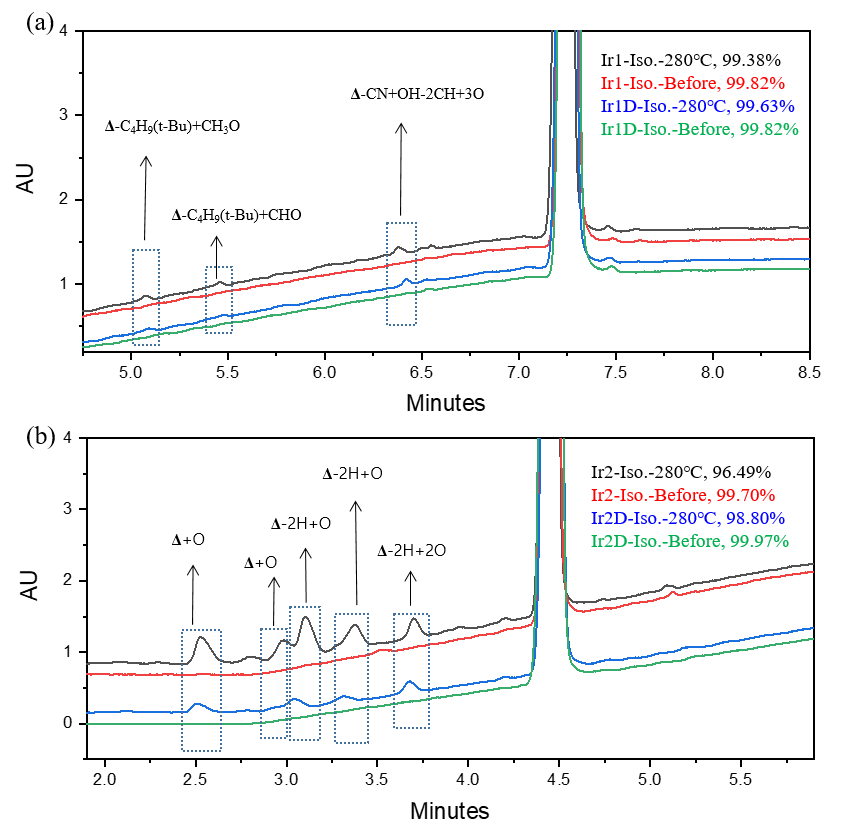 (a)
4
3
2
1
AU
Δ-C₄H₉(t-Bu)+CH₃O
Δ-C₄H₉(t-Bu)+CHO
Δ-CN+OH-2CH+3O
Ir1-Iso.-280℃, 99.38%
Ir1-Iso.-Before, 99.82%
Ir1D-Iso.-280℃, 99.63%
Ir1D-Iso.-Before, 99.82%
5.0 5.5 6.0 6.5 7.0 7.5 8.0 8.5
Minutes
(b)
4
3
2
1
0
AU
Δ+O
Δ+O
Δ-2H+O
Δ-2H+O
Δ-2H+2O
Ir2-Iso.-280℃, 96.49%
Ir2-Iso.-Before, 99.70%
Ir2D-Iso.-280℃, 98.80%
Ir2D-Iso.-Before, 99.97%
2.0 2.5 3.0 3.5 4.0 4.5 5.0 5.5
Minutes